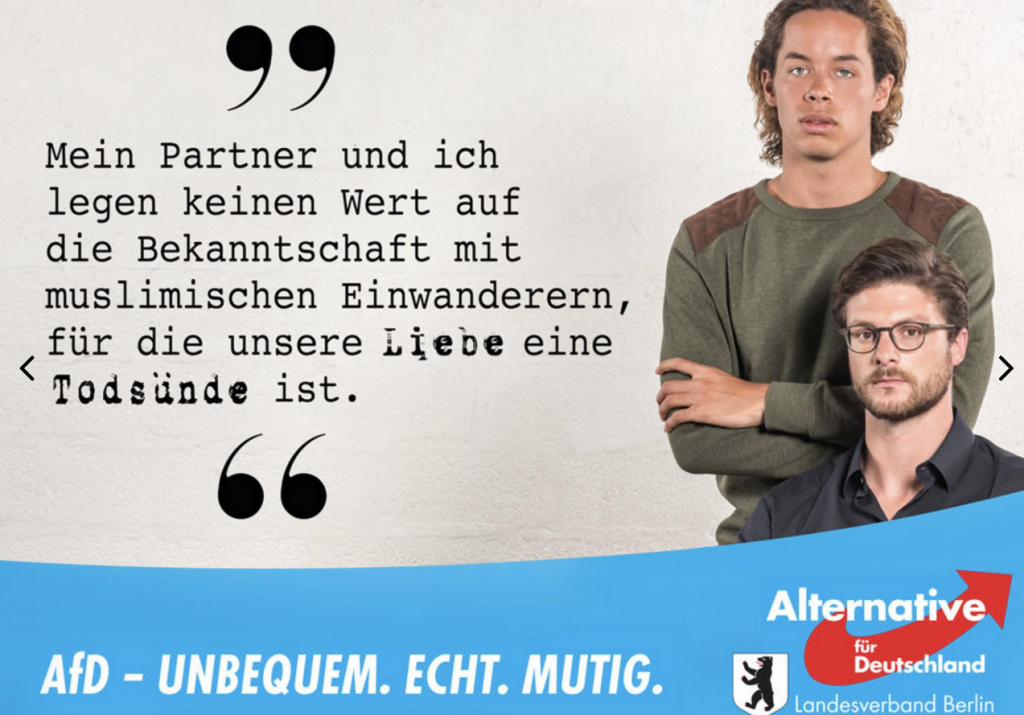 ”
Mein Partner und ich
legen keinen Wert auf
die Bekanntschaft mit
muslimischen Einwanderern,
für die unsere Liebe eine
Todsünde ist.
“
AfD – UNBEQUEM. ECHT. MUTIG.
Alternative
für
Deutschland
Landesverband Berlin